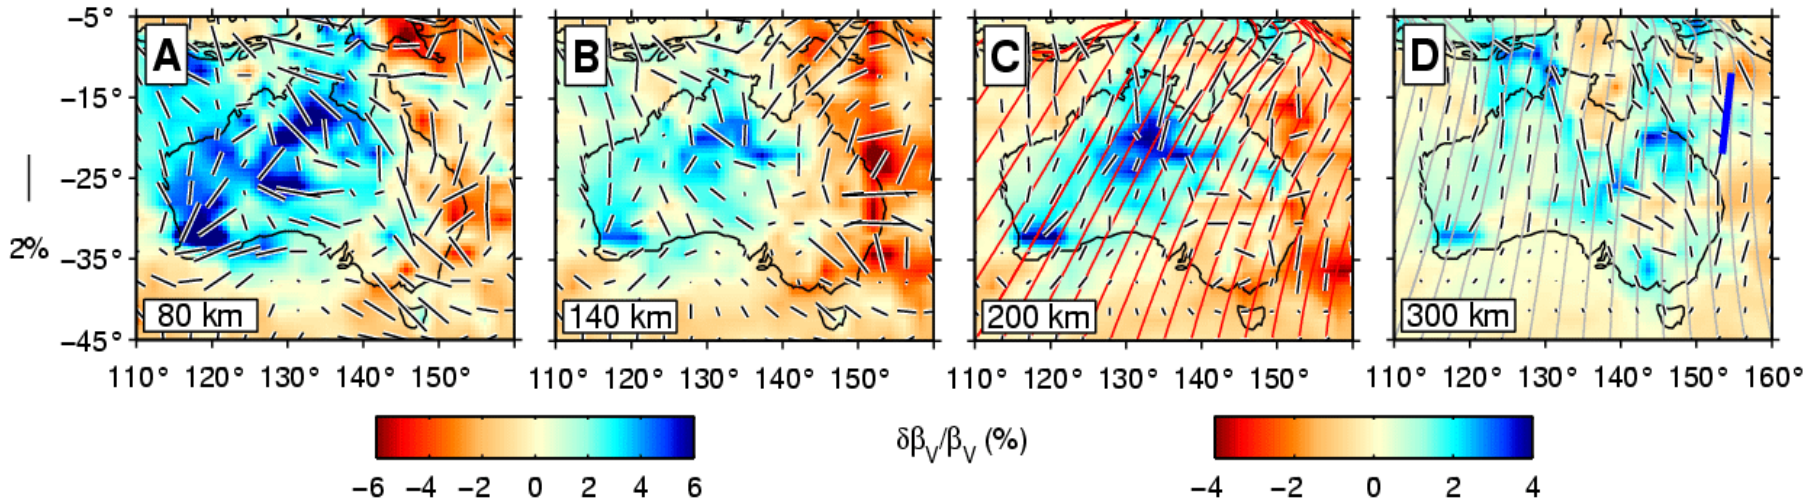 A
B
C
D
−5°
−15°
−25°
−35°
−45°
2%
80 km
140 km
200 km
300 km
110° 120° 130° 140° 150°
110° 120° 130° 140° 150°
110° 120° 130° 140° 150°
110° 120° 130° 140° 150° 160°
δβV/βV (%)
−6 −4 −2 0 2 4 6
−4 −2 0 2 4